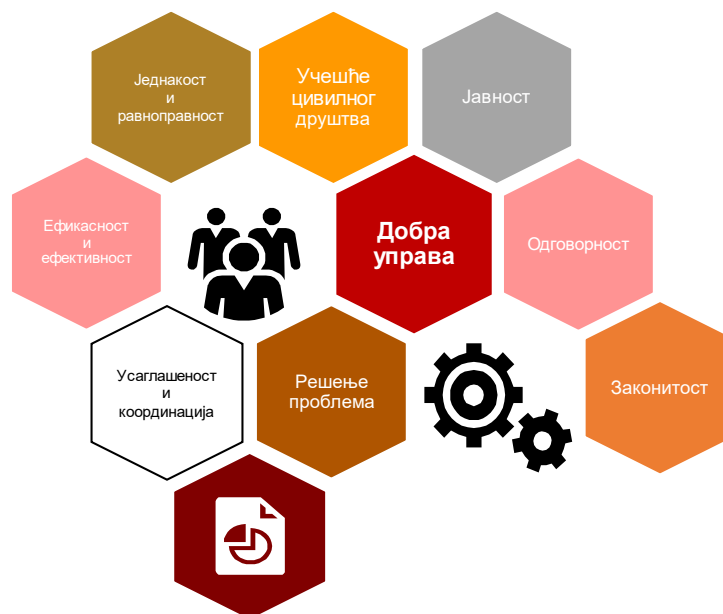 Једнакост
и
равноправност
Учешће
цивилног
друштва
Јавност
Ефикасност
и
ефективност
Добра
управа
Одговорност
Усаглашеност
и
координација
Решење
проблема
Законитост